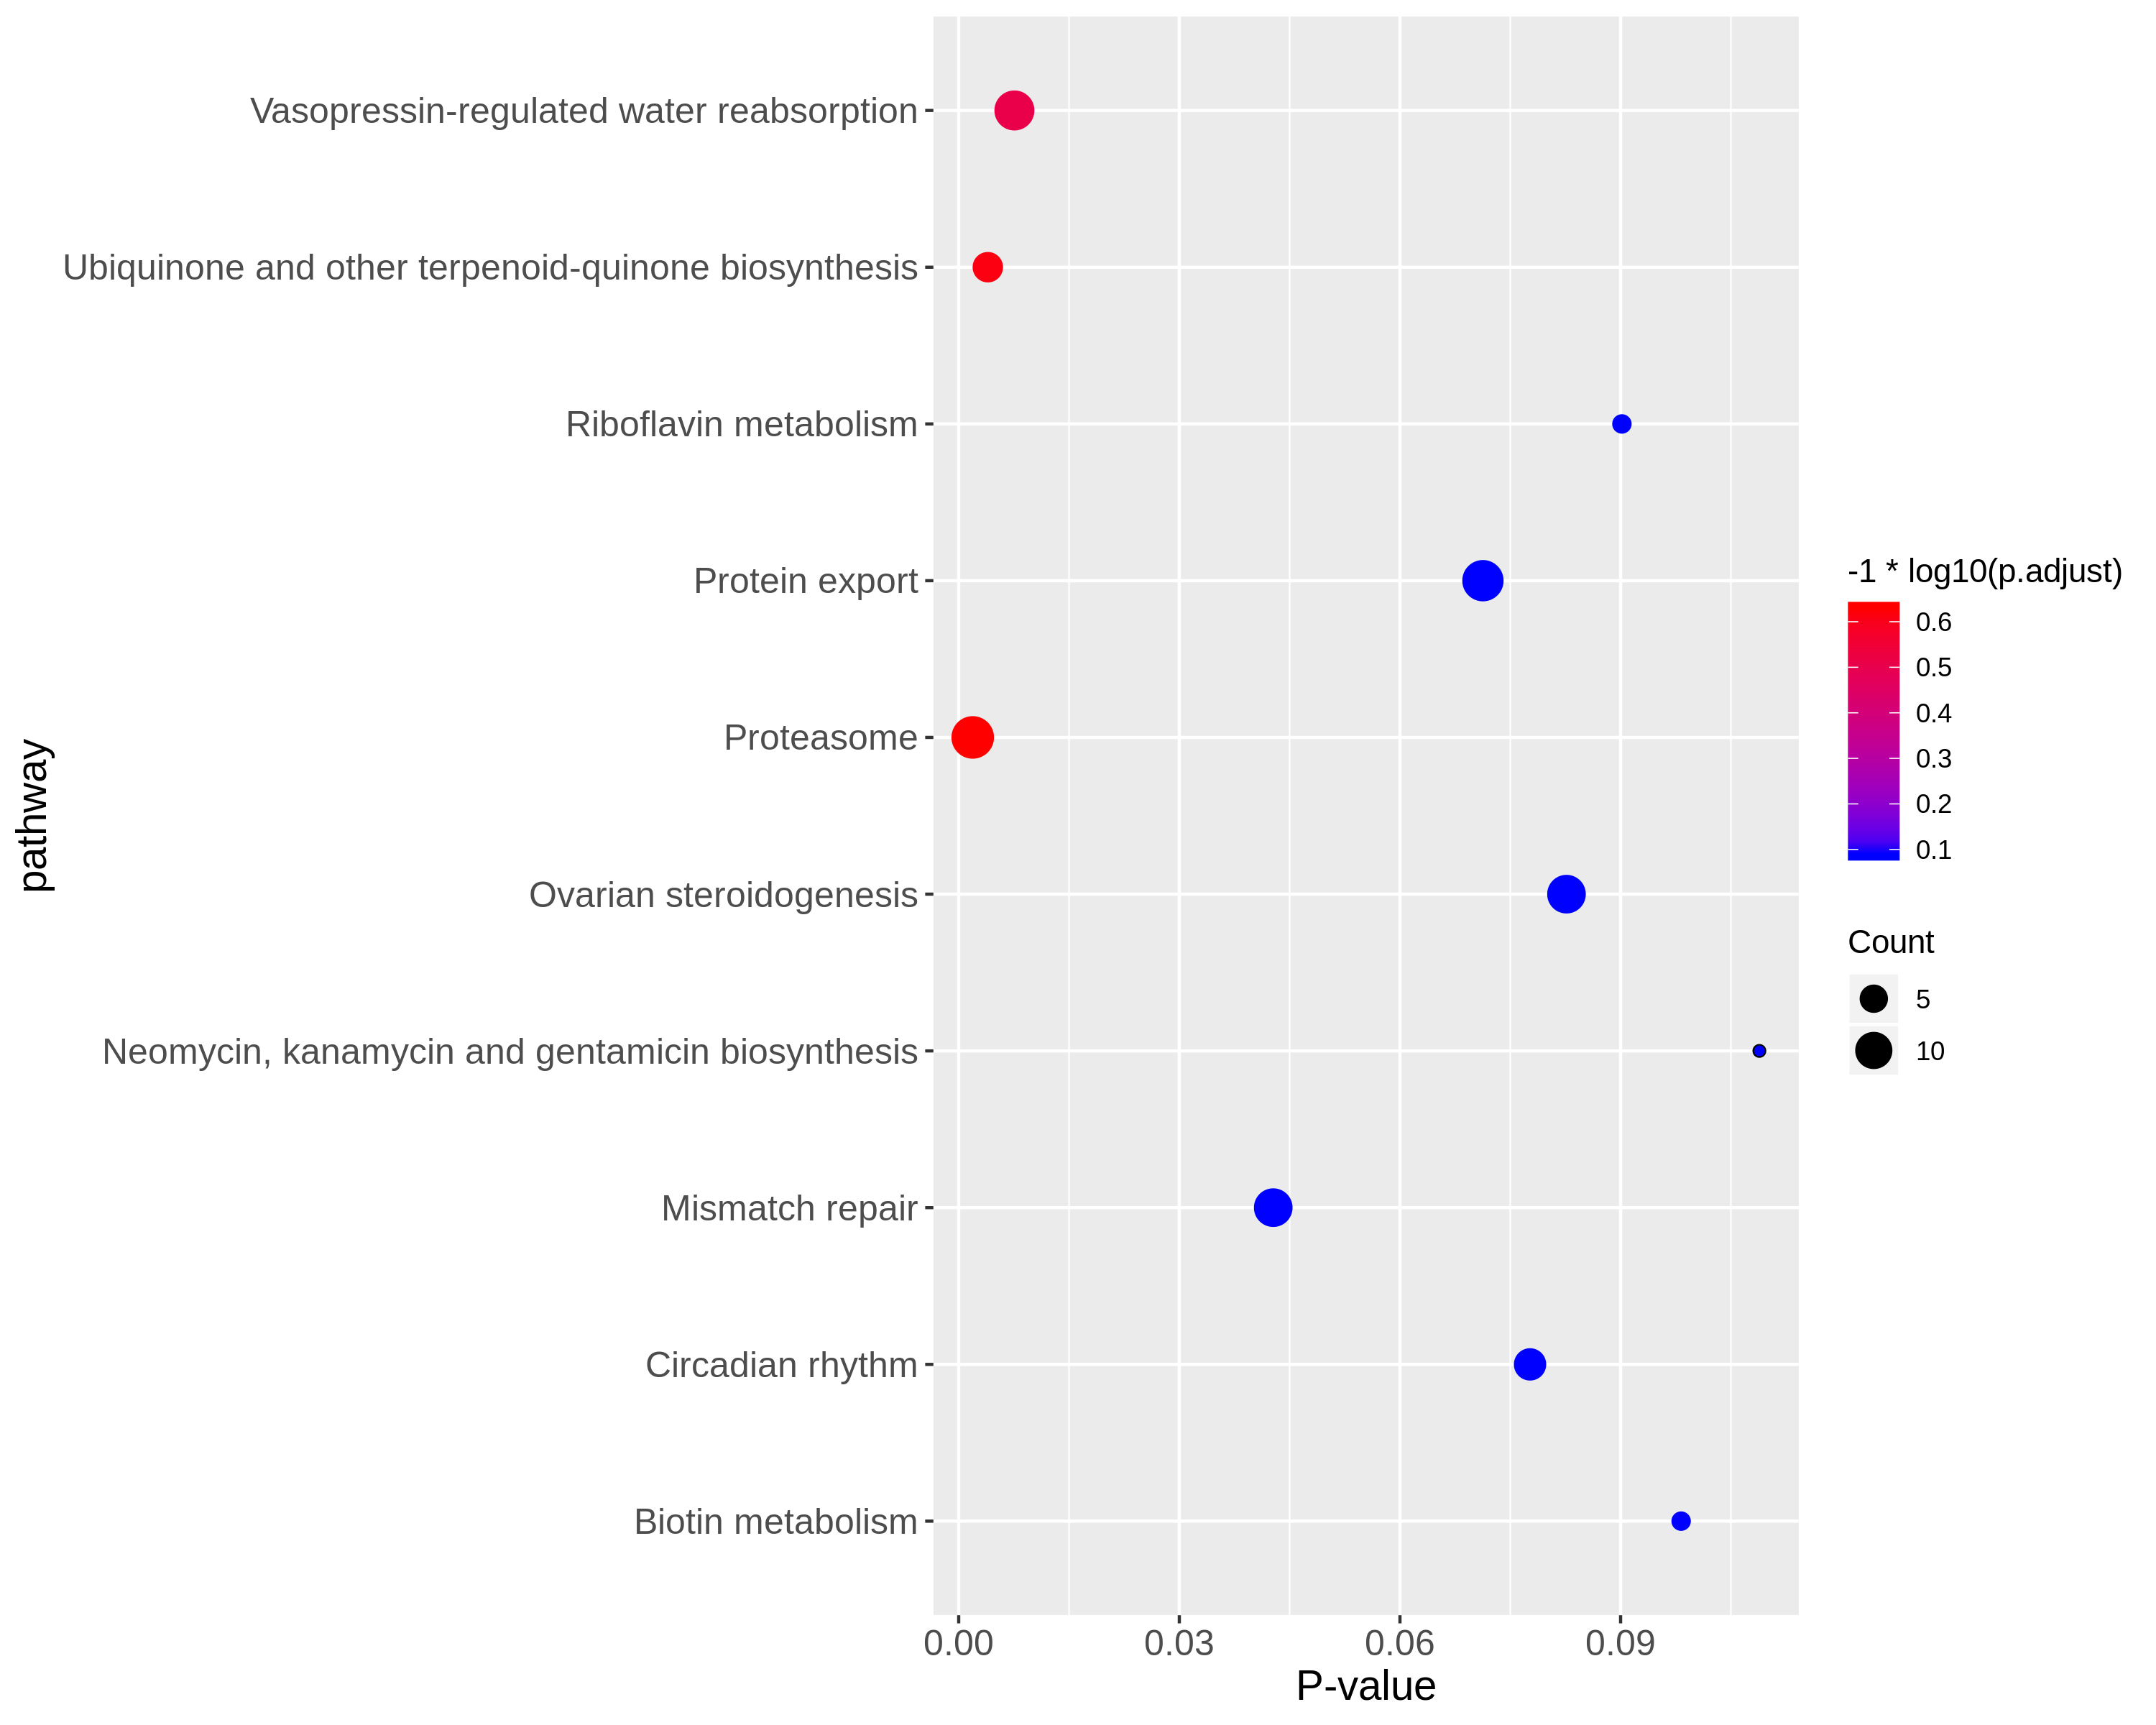 Vasopressin-regulated water reabsorption
Ubiquinone and other terpenoid-quinone biosynthesis
Riboflavin metabolism
Protein export
Proteasome
Ovarian steroidogenesis
Neomycin, kanamycin and gentamicin biosynthesis
Mismatch repair
Circadian rhythm
Biotin metabolism
pathway
0.00
0.03
0.06
0.09
P-value
-1 * log10(p.adjust)
0.6
0.5
0.4
0.3
0.2
0.1
Count
5
10